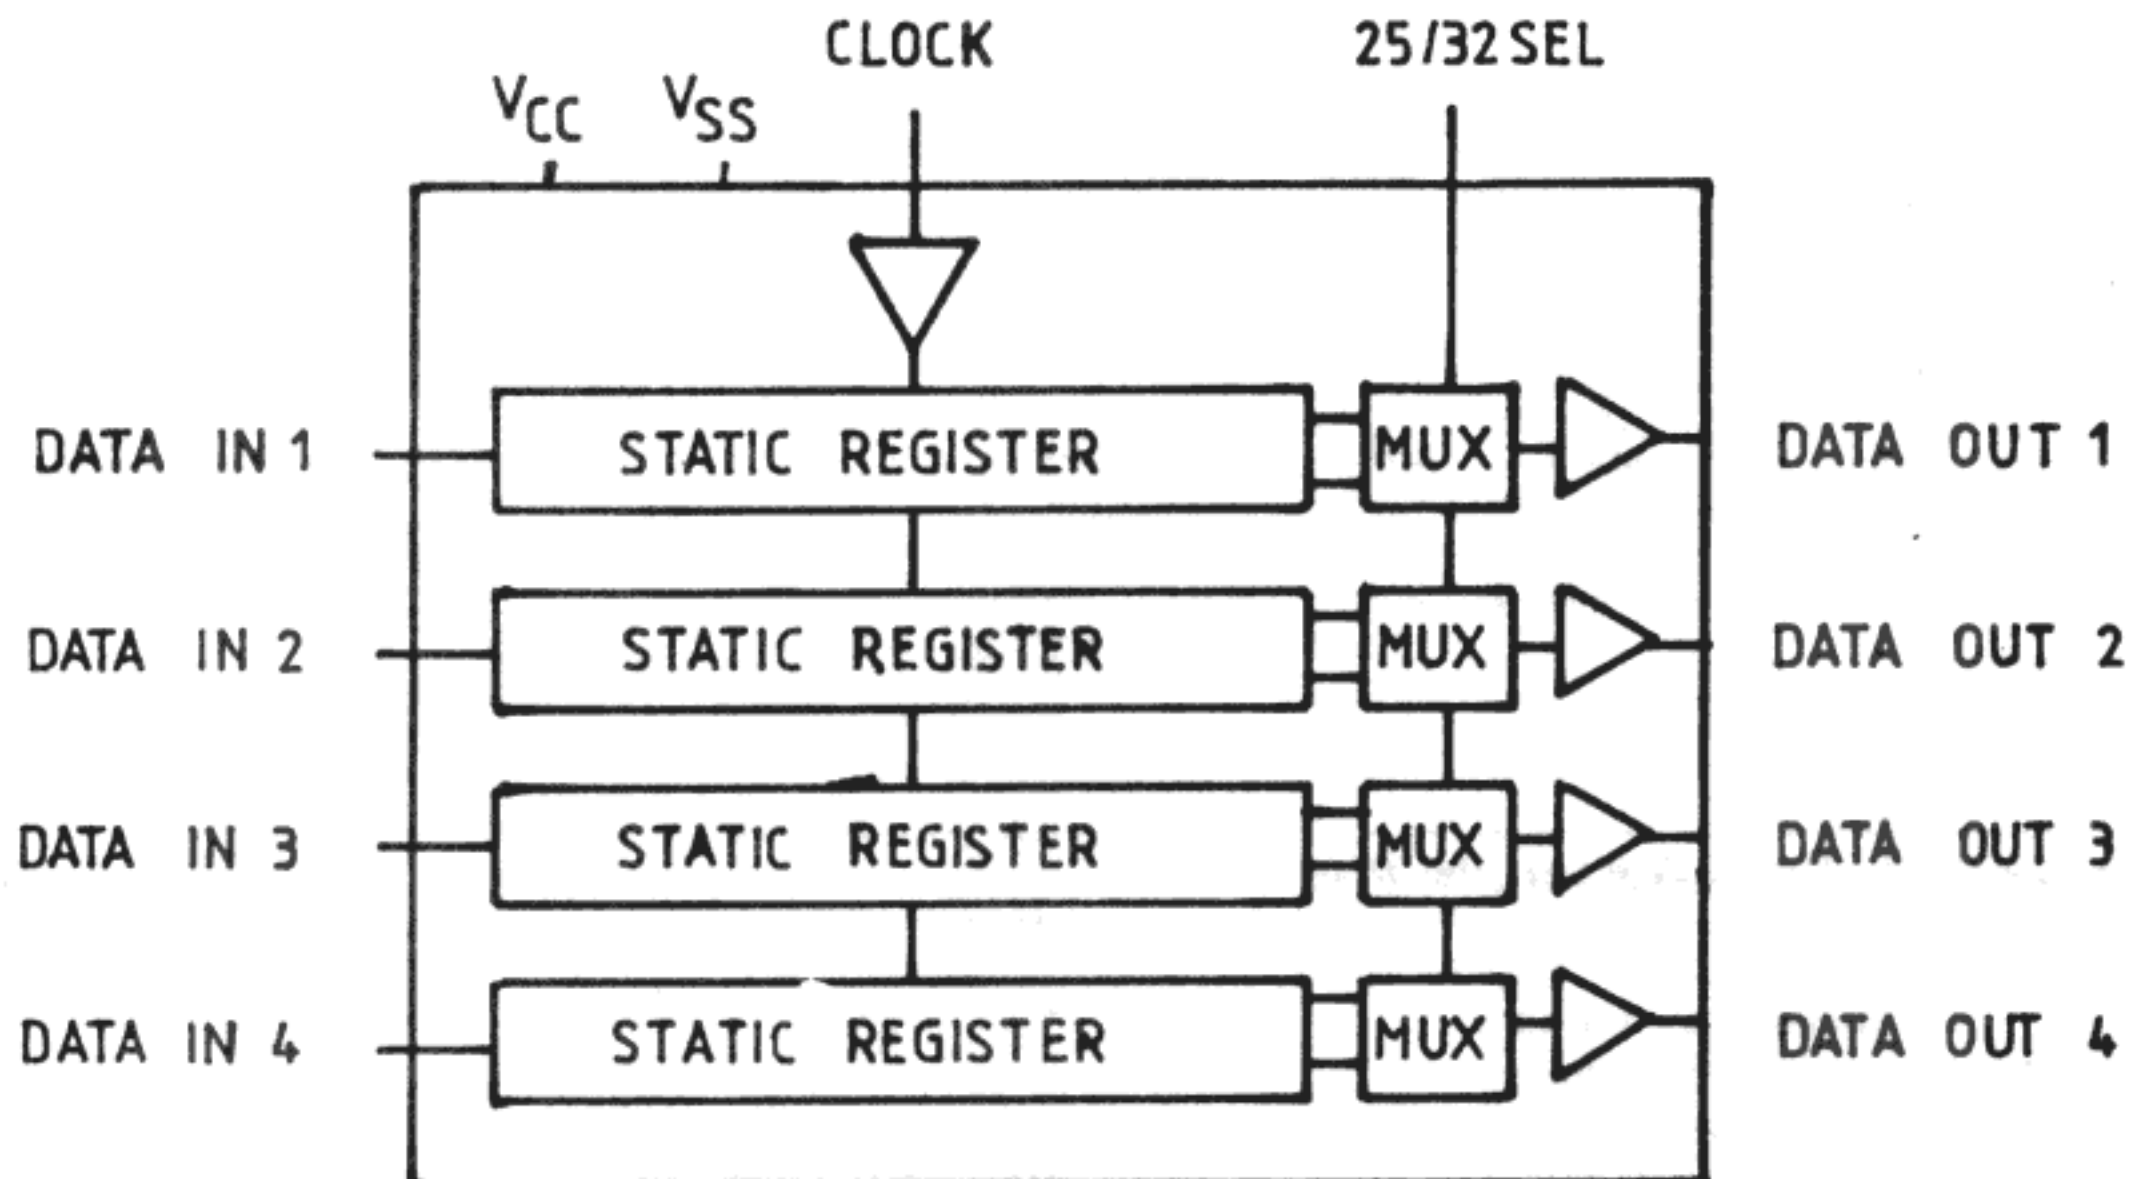 CLOCK 25/32 SEL
VCC VSS
DATA IN 1 STATIC REGISTER MUX DATA OUT 1
DATA IN 2 STATIC REGISTER MUX DATA OUT 2
DATA IN 3 STATIC REGISTER MUX DATA OUT 3
DATA IN 4 STATIC REGISTER MUX DATA OUT 4